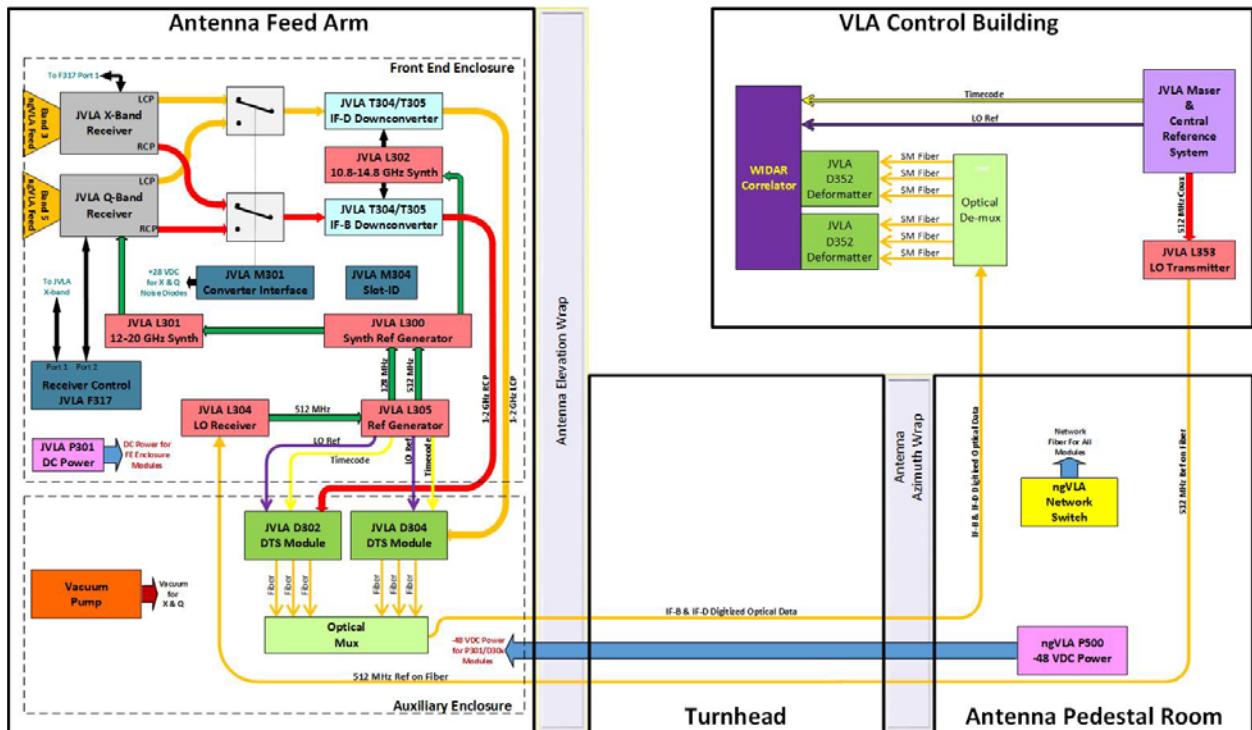 Antenna Feed Arm
VLA Control Building
Front End Enclosure
To F317 Port 1
Band 3
ngVLA Feed
JVLA X-Band
Receiver
LCP
RCP
JVLA T304/T305
IF-D Downconverter
JVLA L302
10.8-14.8 GHz Synth
Band 5
ngVLA Feed
JVLA Q-Band
Receiver
LCP
RCP
JVLA T304/T305
IF-B Downconverter
+28 VDC
for X & Q
Noise Diodes
JVLA M301
Converter Interface
JVLA M304
Slot-ID
To JVLA
X-band
JVLA L301
12-20 GHz Synth
JVLA L300
Synth Ref Generator
Port 1
Port 2
Receiver Control
JVLA F317
128 MHz
512 MHz
JVLA L304
LO Receiver
512 MHz
JVLA L305
Ref Generator
1-2 GHz RCP
1-2 GHz LCP
JVLA P301
DC Power
DC Power for
FE Enclosure
Modules
LO Ref
Timecode
LO Ref
Timecode
JVLA D302
DTS Module
JVLA D304
DTS Module
Vacuum
Pump
Vacuum
for
X & Q
Fiber
Fiber
Fiber
Fiber
Fiber
Fiber
Optical
Mux
-48 VDC Power
for P301/D30x
Modules
512 MHz Ref on Fiber
Auxiliary Enclosure
Antenna Elevation Wrap
Timecode
LO Ref
JVLA Maser
&
Central
Reference
System
WIDAR
Correlator
JVLA
D352
Deformatter
SM Fiber
SM Fiber
SM Fiber
JVLA
D352
Deformatter
SM Fiber
SM Fiber
SM Fiber
Optical
De-mux
512 MHz Coax
JVLA L353
LO Transmitter
Antenna
Azimuth Wrap
IF-B & IF-D Digitized Optical Data
Network
Fiber For All
Modules
ngVLA
Network
Switch
512 MHz Ref on Fiber
IF-B & IF-D Digitized Optical Data
ngVLA P500
-48 VDC Power
Turnhead
Antenna Pedestal Room